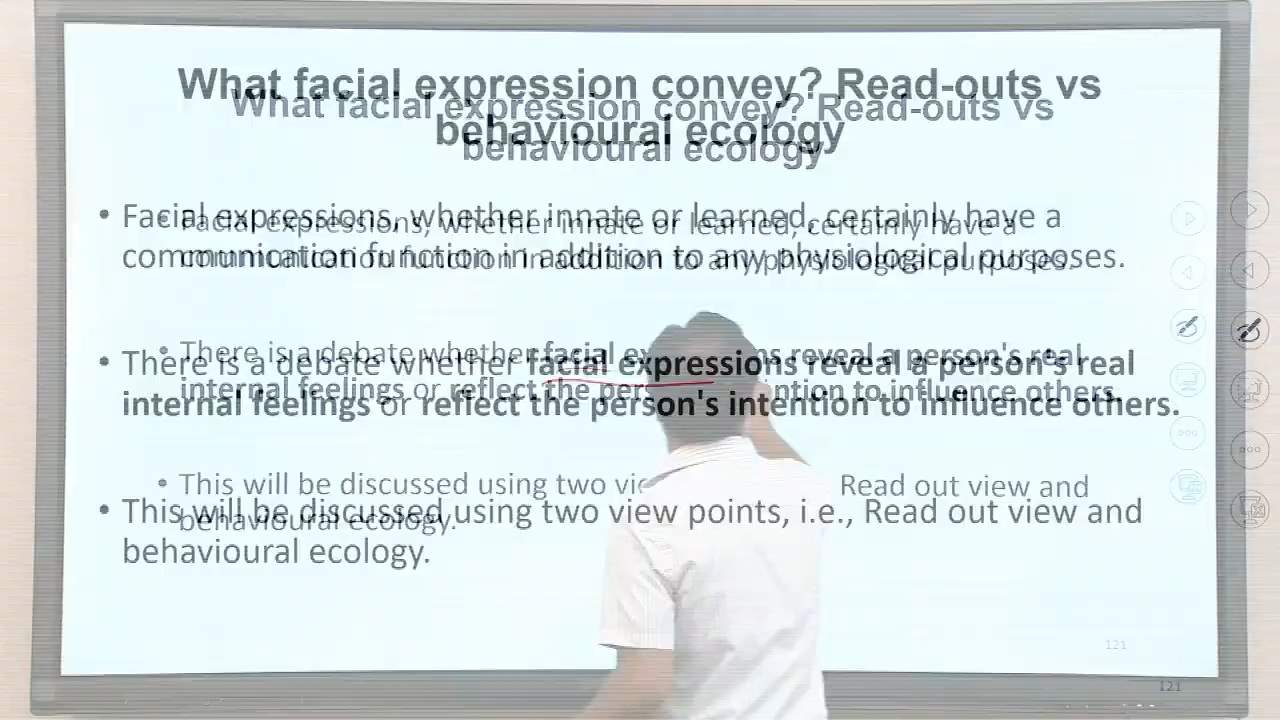 What facial expression convey? Read-outs vs
behavioural ecology
• Facial expressions, whether innate or learned, certainly have a
communication function in addition to any physiological purposes.
• There is a debate whether facial expressions reveal a person's real
internal feelings or reflect the person's intention to influence others.
• This will be discussed using two view points, i.e., Read out view and
behavioural ecology.
121